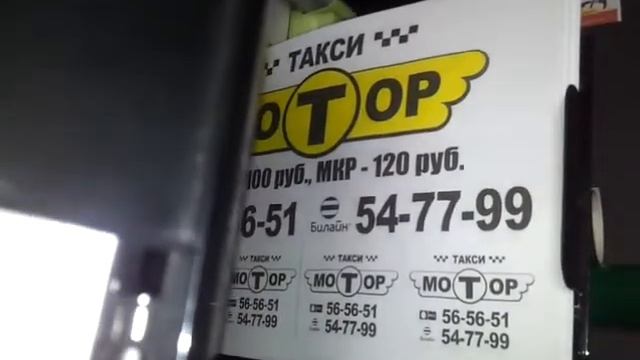 ТАКСИ
МОТОР
100 руб., МКР - 120 руб.
6-51 Билайн 54-77-99
ТАКСИ ТАКСИ ТАКСИ
МОТОР МОТОР МОТОР
56-56-51 56-56-51 56-56-51
54-77-99 54-77-99 54-77-99